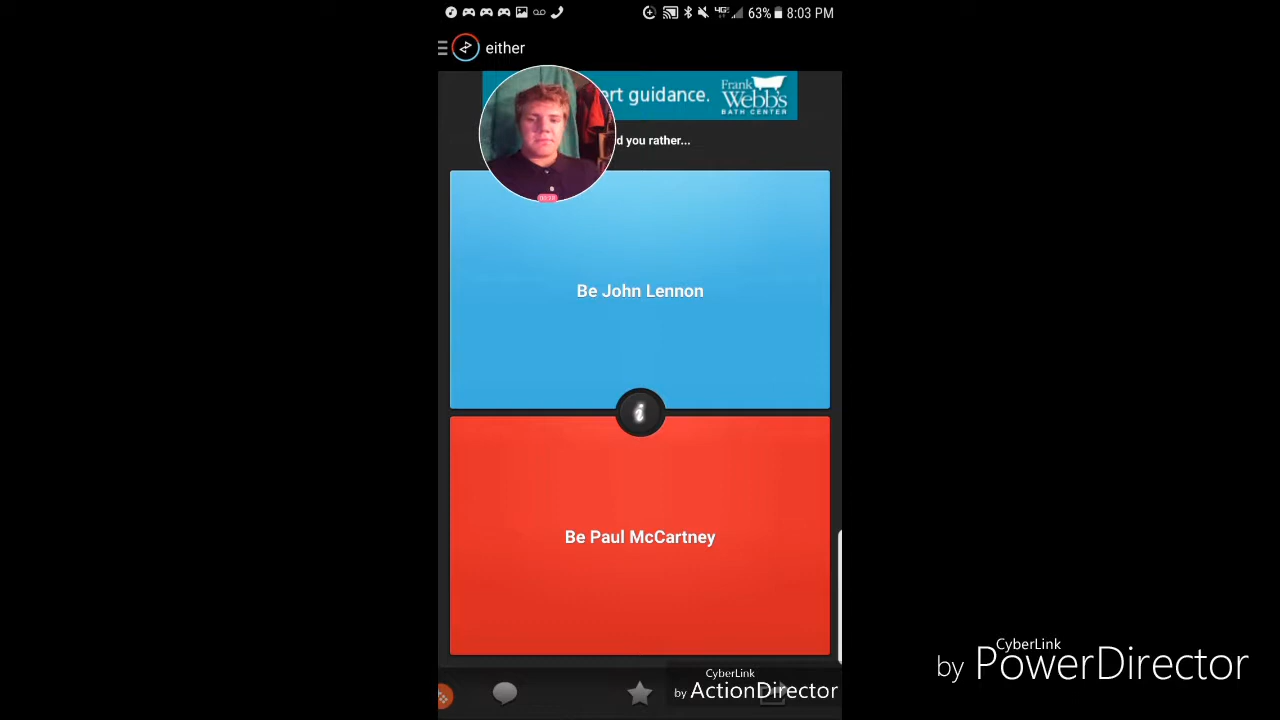 63% 8:03 PM
either
ert guidance.
Frank
Webb's
BATH CENTER
d you rather...
Be John Lennon
i
Be Paul McCartney
CyberLink
by PowerDirector
CyberLink
by ActionDirector